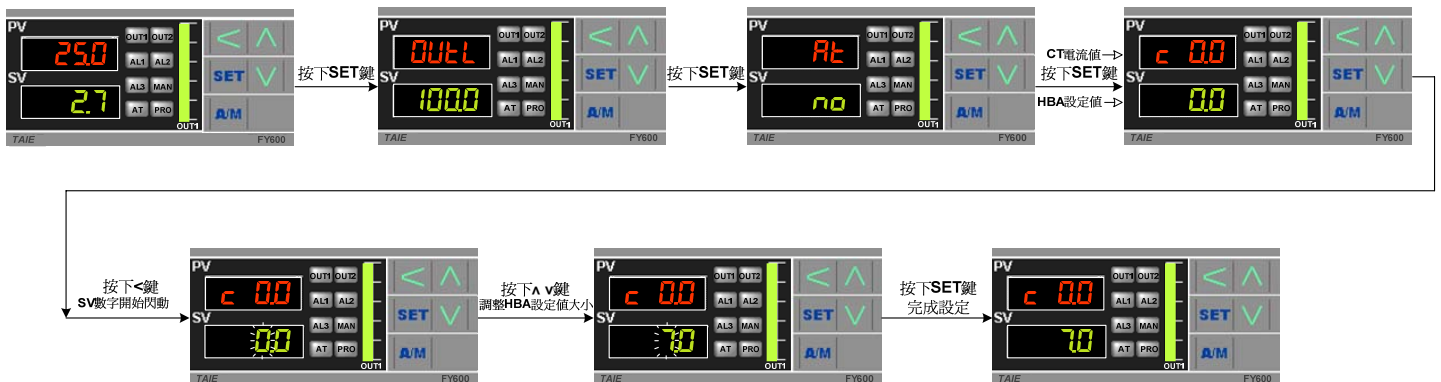 PV
25.0
SV
2.7
OUT1 OUT2
AL1 AL2
AL3 MAN
AT PRO
OUT1
SET
A/M
TAIE
FY600
按下SET鍵
PV
OUtL
SV
100.0
OUT1 OUT2
AL1 AL2
AL3 MAN
AT PRO
OUT1
SET
A/M
TAIE
FY600
按下SET鍵
PV
At
SV
no
OUT1 OUT2
AL1 AL2
AL3 MAN
AT PRO
OUT1
SET
A/M
TAIE
FY600
CT電流值
按下SET鍵
HBA設定值
PV
c 0.0
SV
0.0
OUT1 OUT2
AL1 AL2
AL3 MAN
AT PRO
OUT1
SET
A/M
TAIE
FY600
按下<鍵
SV數字開始閃動
PV
c 0.0
SV
0.0
OUT1 OUT2
AL1 AL2
AL3 MAN
AT PRO
OUT1
SET
A/M
TAIE
FY600
按下∧ ∨鍵
調整HBA設定值大小
PV
c 0.0
SV
7.0
OUT1 OUT2
AL1 AL2
AL3 MAN
AT PRO
OUT1
SET
A/M
TAIE
FY600
按下SET鍵
完成設定
PV
c 0.0
SV
7.0
OUT1 OUT2
AL1 AL2
AL3 MAN
AT PRO
OUT1
SET
A/M
TAIE
FY600